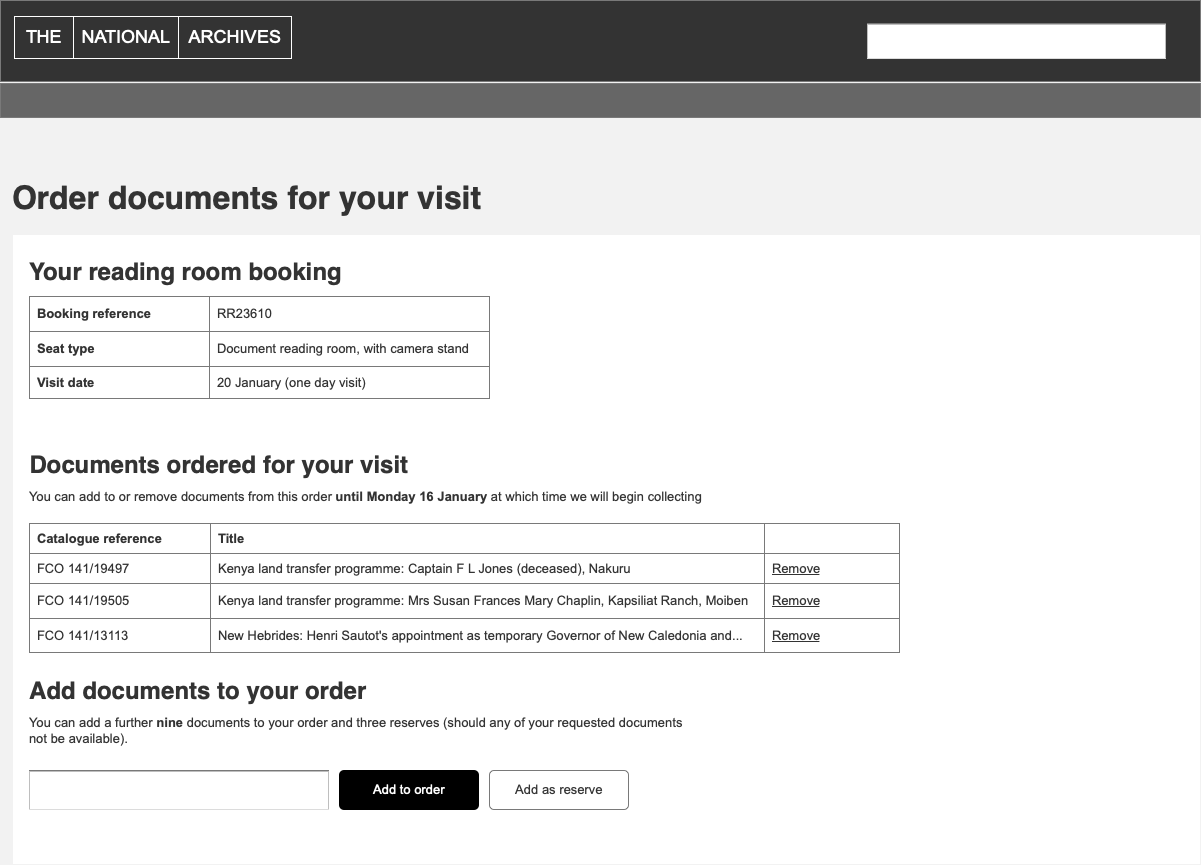 THE NATIONAL ARCHIVES
Order documents for your visit
Your reading room booking
Booking reference RR23610
Seat type Document reading room, with camera stand
Visit date 20 January (one day visit)
Documents ordered for your visit
You can add to or remove documents from this order until Monday 16 January at which time we will begin collecting
Catalogue reference Title
FCO 141/19497 Kenya land transfer programme: Captain F L Jones (deceased), Nakuru Remove
FCO 141/19505 Kenya land transfer programme: Mrs Susan Frances Mary Chaplin, Kapsiliat Ranch, Moiben Remove
FCO 141/13113 New Hebrides: Henri Sautot's appointment as temporary Governor of New Caledonia and... Remove
Add documents to your order
You can add a further nine documents to your order and three reserves (should any of your requested documents
not be available).
Add to order Add as reserve